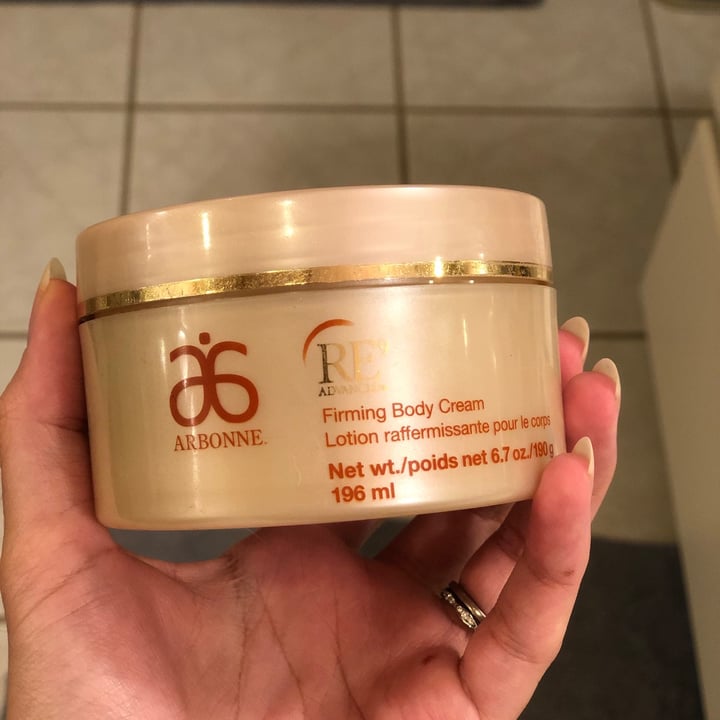 ARBONNE.
RE⁹
ADVANCED
Firming Body Cream
Lotion raffermissante pour le corps
Net wt./poids net 6.7 oz./190 g
196 ml